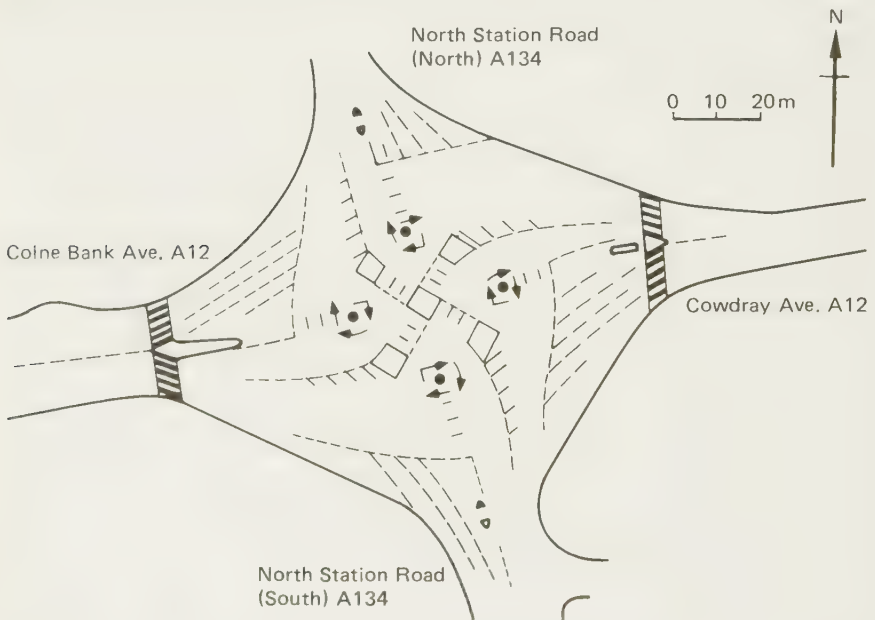 North Station Road
(North) A134
N
0 10 20m
Colne Bank Ave. A12
Cowdray Ave. A12
North Station Road
(South) A134